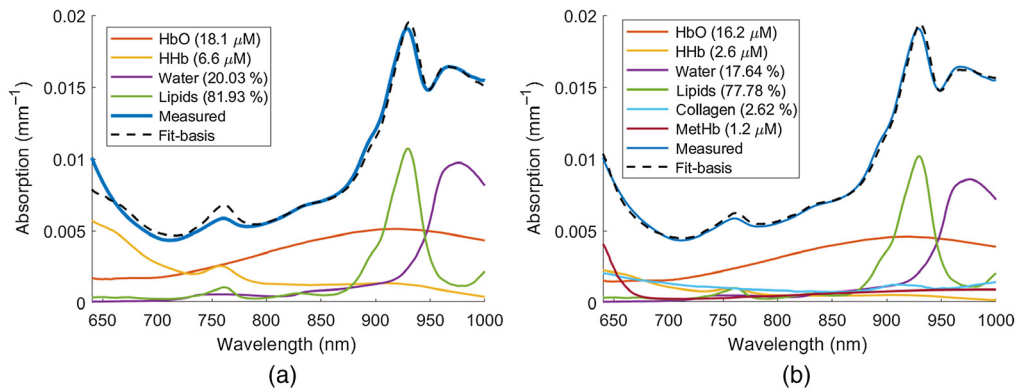 0.02
0.015
0.01
0.005
0
Absorption (mm⁻¹)
HbO (18.1 μM)
HHb (6.6 μM)
Water (20.03 %)
Lipids (81.93 %)
Measured
Fit-basis
650 700 750 800 850 900 950 1000
Wavelength (nm)
(a)
0.02
0.015
0.01
0.005
0
Absorption (mm⁻¹)
HbO (16.2 μM)
HHb (2.6 μM)
Water (17.64 %)
Lipids (77.78 %)
Collagen (2.62 %)
MetHb (1.2 μM)
Measured
Fit-basis
650 700 750 800 850 900 950 1000
Wavelength (nm)
(b)